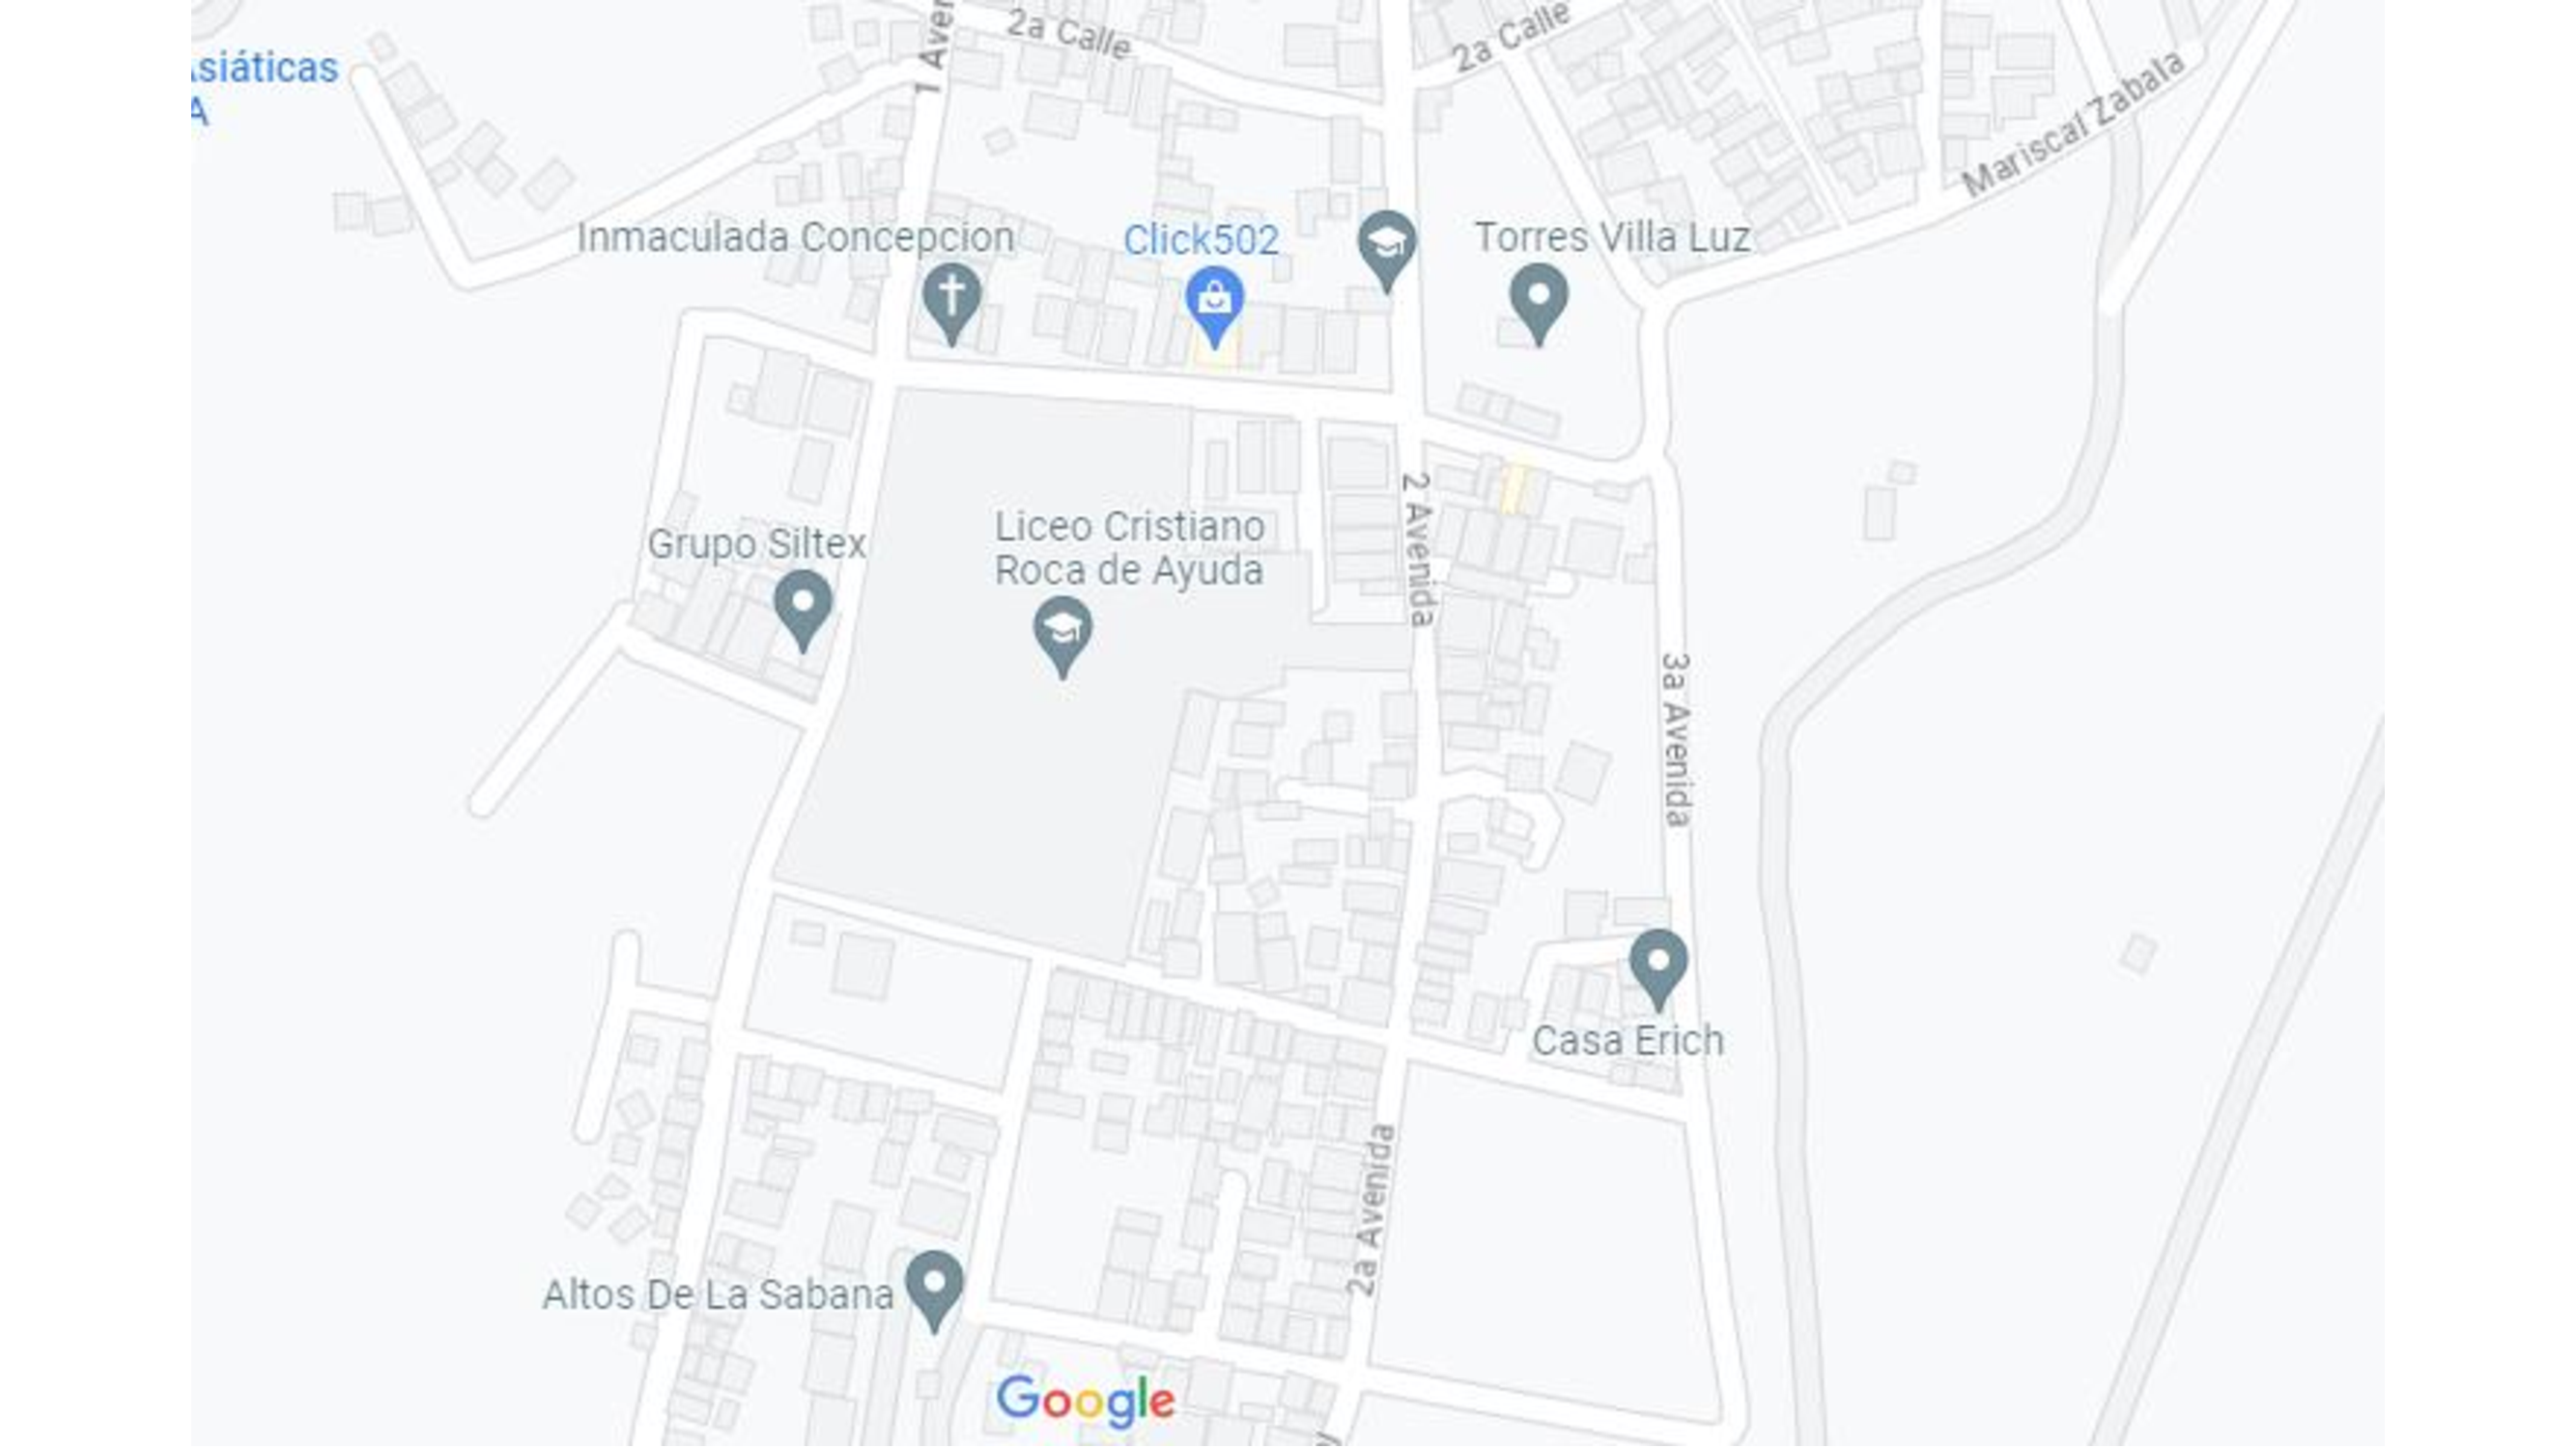 2a Calle
2a Calle
1 Aven
Asiáticas
A
Mariscal Zabala
Inmaculada Concepcion
Click502
Torres Villa Luz
Grupo Siltex
Liceo Cristiano
Roca de Ayuda
2 Avenida
3a Avenida
Casa Erich
2a Avenida
Altos De La Sabana
Google